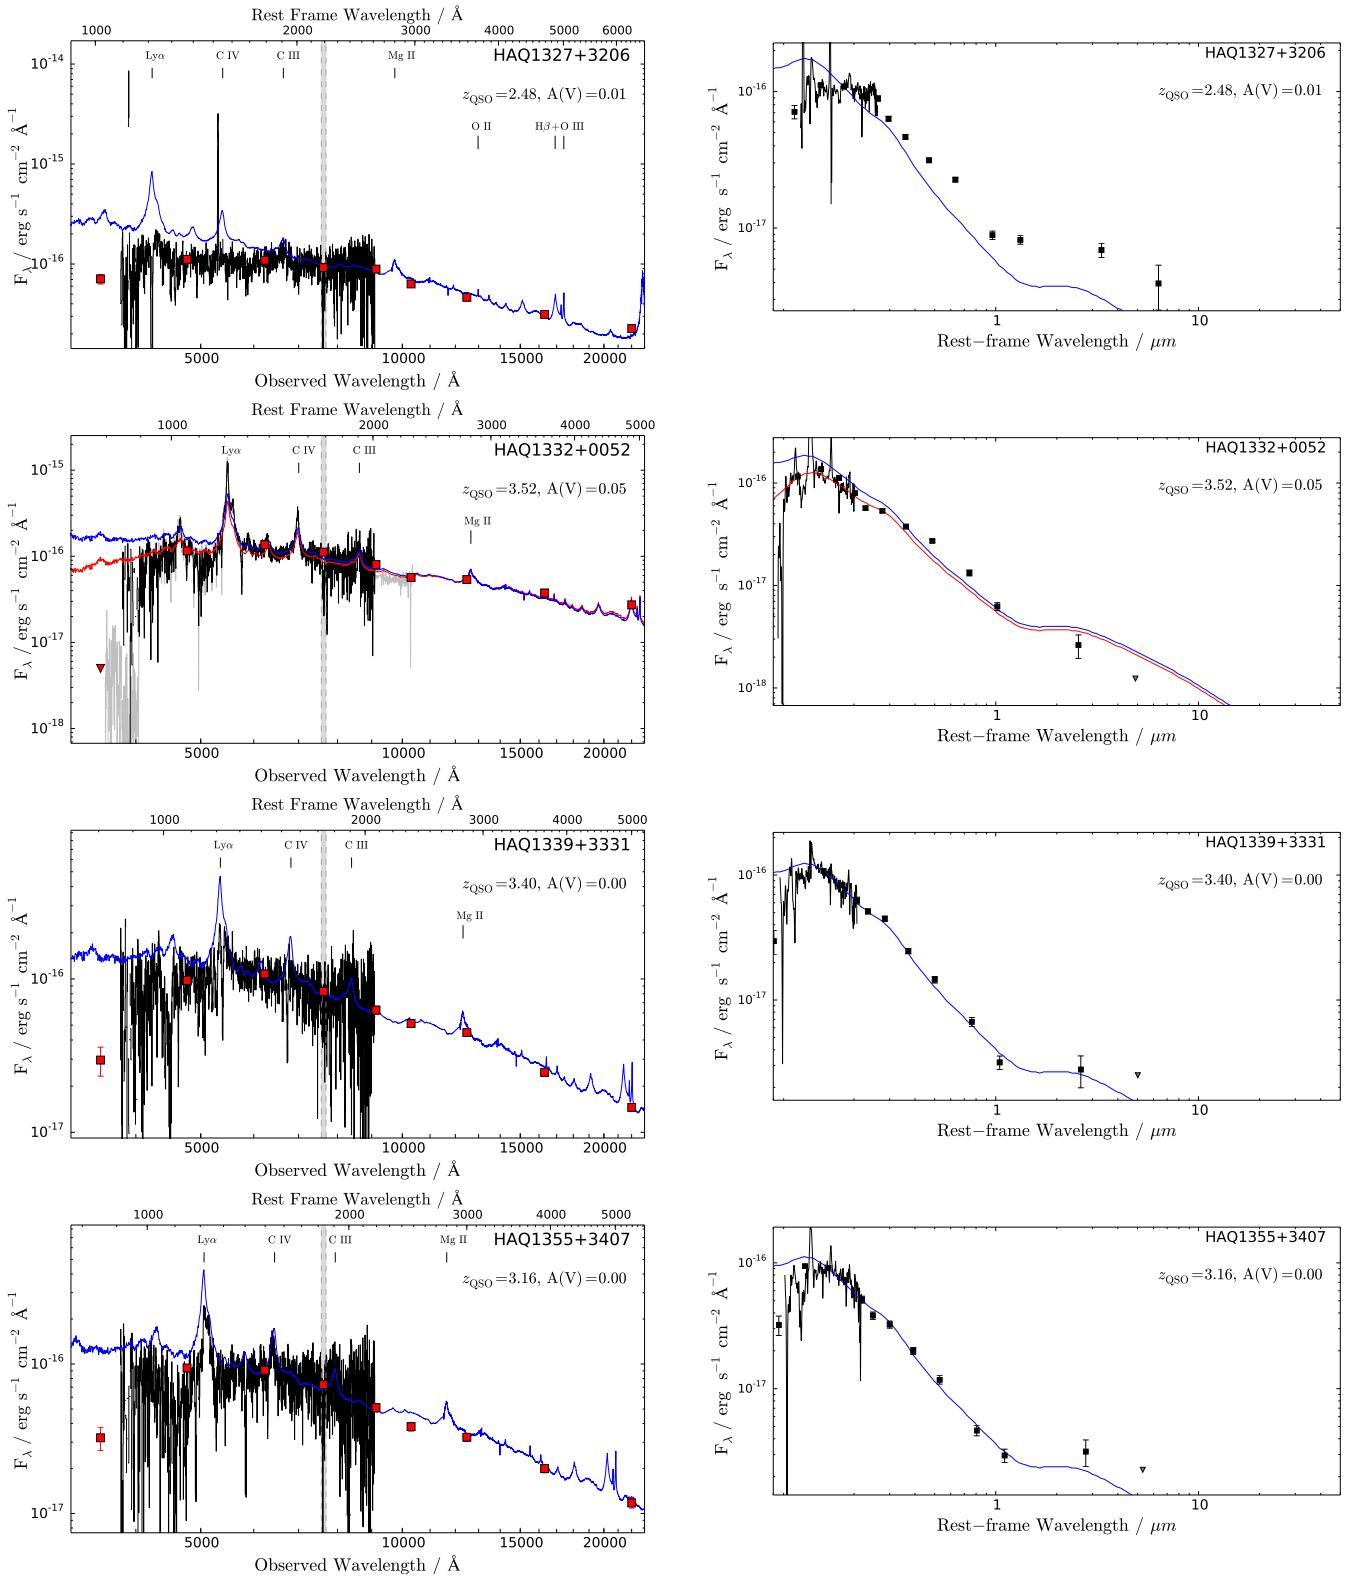 Rest Frame Wavelength / Å
1000 2000 3000 4000 5000 6000
Lyα C IV C III Mg II HAQ1327+3206
z_QSO=2.48, A(V)=0.01
O II Hβ+O III
F_λ / erg s⁻¹ cm⁻² Å⁻¹
10⁻¹⁴
10⁻¹⁵
10⁻¹⁶
5000 10000 15000 20000
Observed Wavelength / Å
HAQ1327+3206
z_QSO=2.48, A(V)=0.01
F_λ / erg s⁻¹ cm⁻² Å⁻¹
10⁻¹⁶
10⁻¹⁷
1 10
Rest−frame Wavelength / μm
Rest Frame Wavelength / Å
1000 2000 3000 4000 5000
Lyα C IV C III HAQ1332+0052
z_QSO=3.52, A(V)=0.05
Mg II
F_λ / erg s⁻¹ cm⁻² Å⁻¹
10⁻¹⁵
10⁻¹⁶
10⁻¹⁷
10⁻¹⁸
5000 10000 15000 20000
Observed Wavelength / Å
HAQ1332+0052
z_QSO=3.52, A(V)=0.05
F_λ / erg s⁻¹ cm⁻² Å⁻¹
10⁻¹⁶
10⁻¹⁷
10⁻¹⁸
1 10
Rest−frame Wavelength / μm
Rest Frame Wavelength / Å
1000 2000 3000 4000 5000
Lyα C IV C III HAQ1339+3331
z_QSO=3.40, A(V)=0.00
Mg II
F_λ / erg s⁻¹ cm⁻² Å⁻¹
10⁻¹⁶
10⁻¹⁷
5000 10000 15000 20000
Observed Wavelength / Å
HAQ1339+3331
z_QSO=3.40, A(V)=0.00
F_λ / erg s⁻¹ cm⁻² Å⁻¹
10⁻¹⁶
10⁻¹⁷
1 10
Rest−frame Wavelength / μm
Rest Frame Wavelength / Å
1000 2000 3000 4000 5000
Lyα C IV C III Mg II HAQ1355+3407
z_QSO=3.16, A(V)=0.00
F_λ / erg s⁻¹ cm⁻² Å⁻¹
10⁻¹⁶
10⁻¹⁷
5000 10000 15000 20000
Observed Wavelength / Å
HAQ1355+3407
z_QSO=3.16, A(V)=0.00
F_λ / erg s⁻¹ cm⁻² Å⁻¹
10⁻¹⁶
10⁻¹⁷
1 10
Rest−frame Wavelength / μm